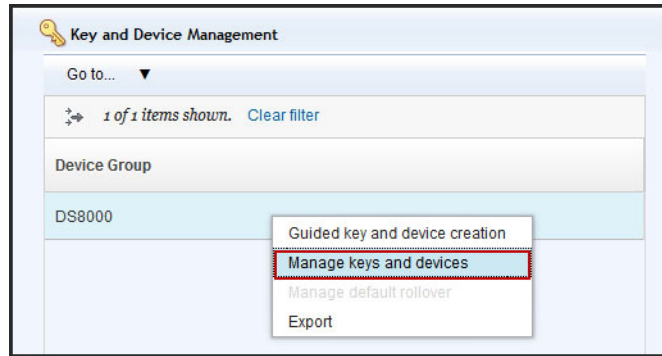 Key and Device Management
Go to... ▼
1 of 1 items shown. Clear filter
Device Group
DS8000
Guided key and device creation
Manage keys and devices
Manage default rollover
Export